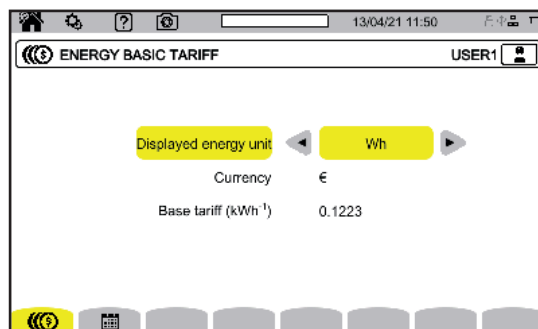 13/04/21 11:50
ENERGY BASIC TARIFF USER1
Displayed energy unit Wh
Currency €
Base tariff (kWh⁻¹) 0.1223